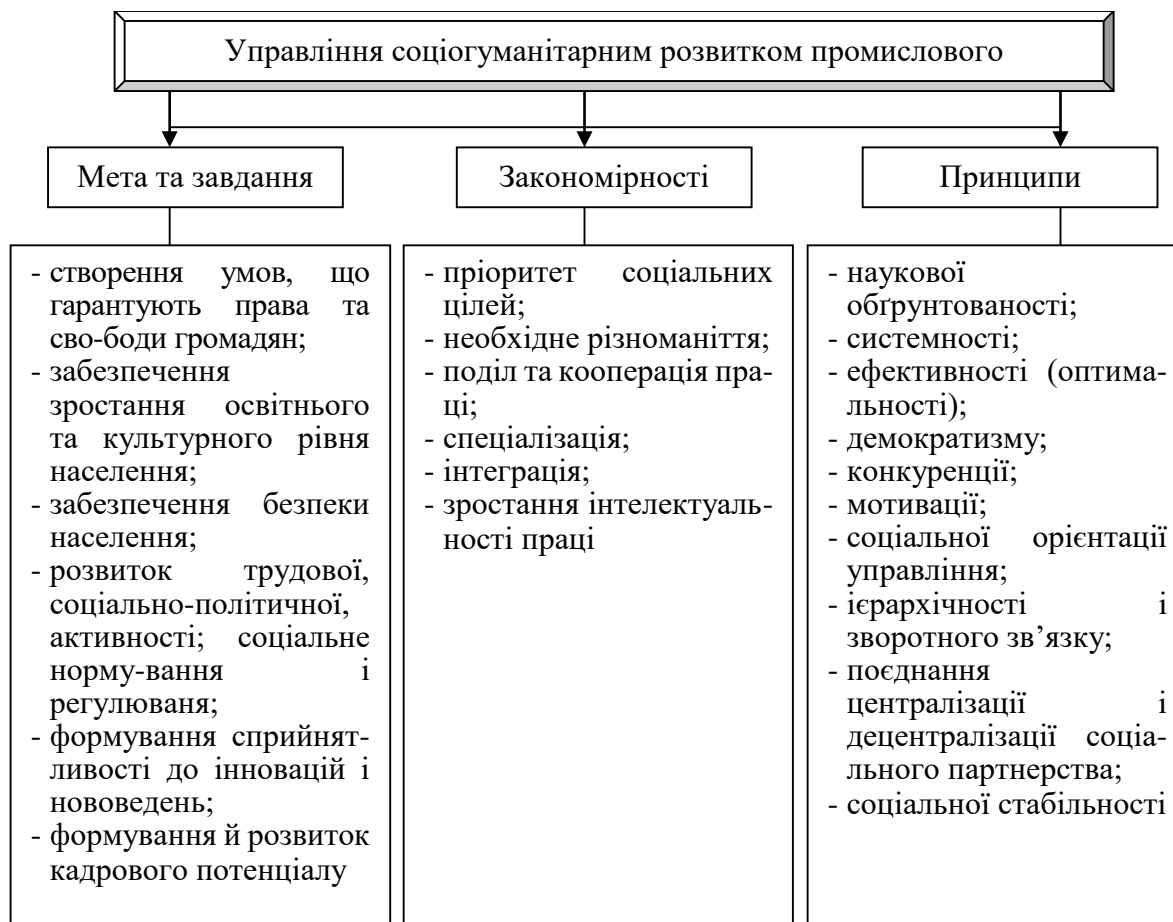 Управління соціогуманітарним розвитком промислового
Мета та завдання
- створення умов, що
гарантують права та
сво-боди громадян;
- забезпечення
зростання освітнього
та культурного рівня
населення;
- забезпечення безпеки
населення;
- розвиток трудової,
соціально-політичної,
активності; соціальне
норму-вання і
регулюваня;
- формування сприйнят-
ливості до інновацій і
нововедень;
- формування й розвиток
кадрового потенціалу
Закономірності
- пріоритет соціальних
цілей;
- необхідне різноманіття;
- поділ та кооперація пра-
ці;
- спеціалізація;
- інтеграція;
- зростання інтелектуаль-
ності праці
Принципи
- наукової
обґрунтованості;
- системності;
- ефективності (оптима-
льності);
- демократизму;
- конкуренції;
- мотивації;
- соціальної орієнтації
управління;
- ієрархічності і
зворотного зв’язку;
- поєднання
централізації і
децентралізації соціа-
льного партнерства;
- соціальної стабільності